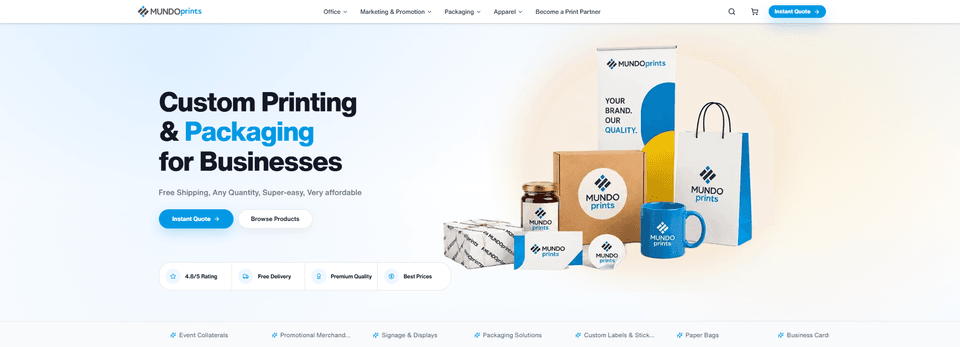 MUNDOprints
Office
Marketing & Promotion
Packaging
Apparel
Become a Print Partner
Instant Quote →
Custom Printing
& Packaging
for Businesses
Free Shipping, Any Quantity, Super-easy, Very affordable
Instant Quote →
Browse Products
4.8/5 Rating
Free Delivery
Premium Quality
Best Prices
MUNDOprints
YOUR
BRAND.
OUR
QUALITY.
MUNDO
prints
MUNDO
prints
MUNDO
prints
MUNDO
prints
MUNDO
prints
MUNDO
prints
Event Collaterals
Promotional Merchand...
Signage & Displays
Packaging Solutions
Custom Labels & Stick...
Paper Bags
Business Card